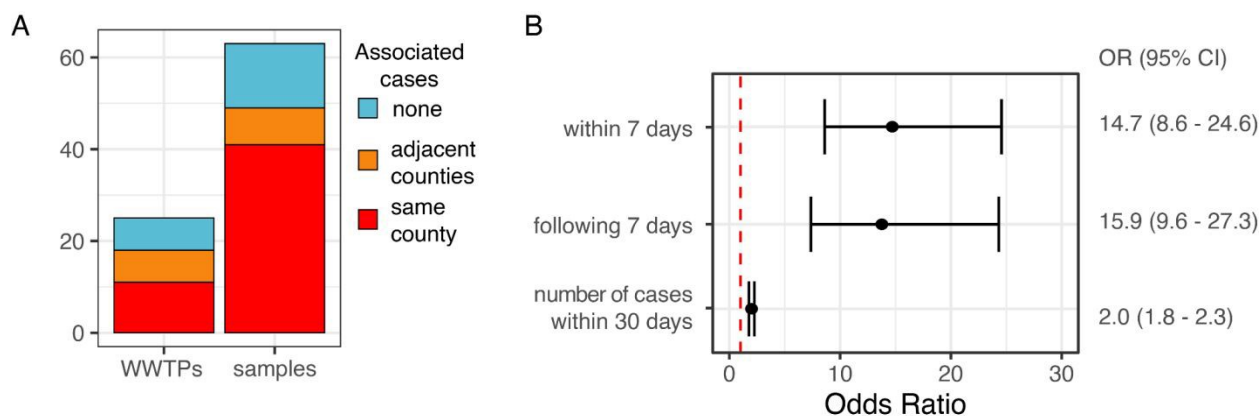 A
60
40
20
0
WWTPs samples
Associated
cases
none
adjacent
counties
same
county
B
OR (95% CI)
within 7 days
14.7 (8.6 - 24.6)
following 7 days
15.9 (9.6 - 27.3)
number of cases
within 30 days
2.0 (1.8 - 2.3)
0 10 20 30
Odds Ratio